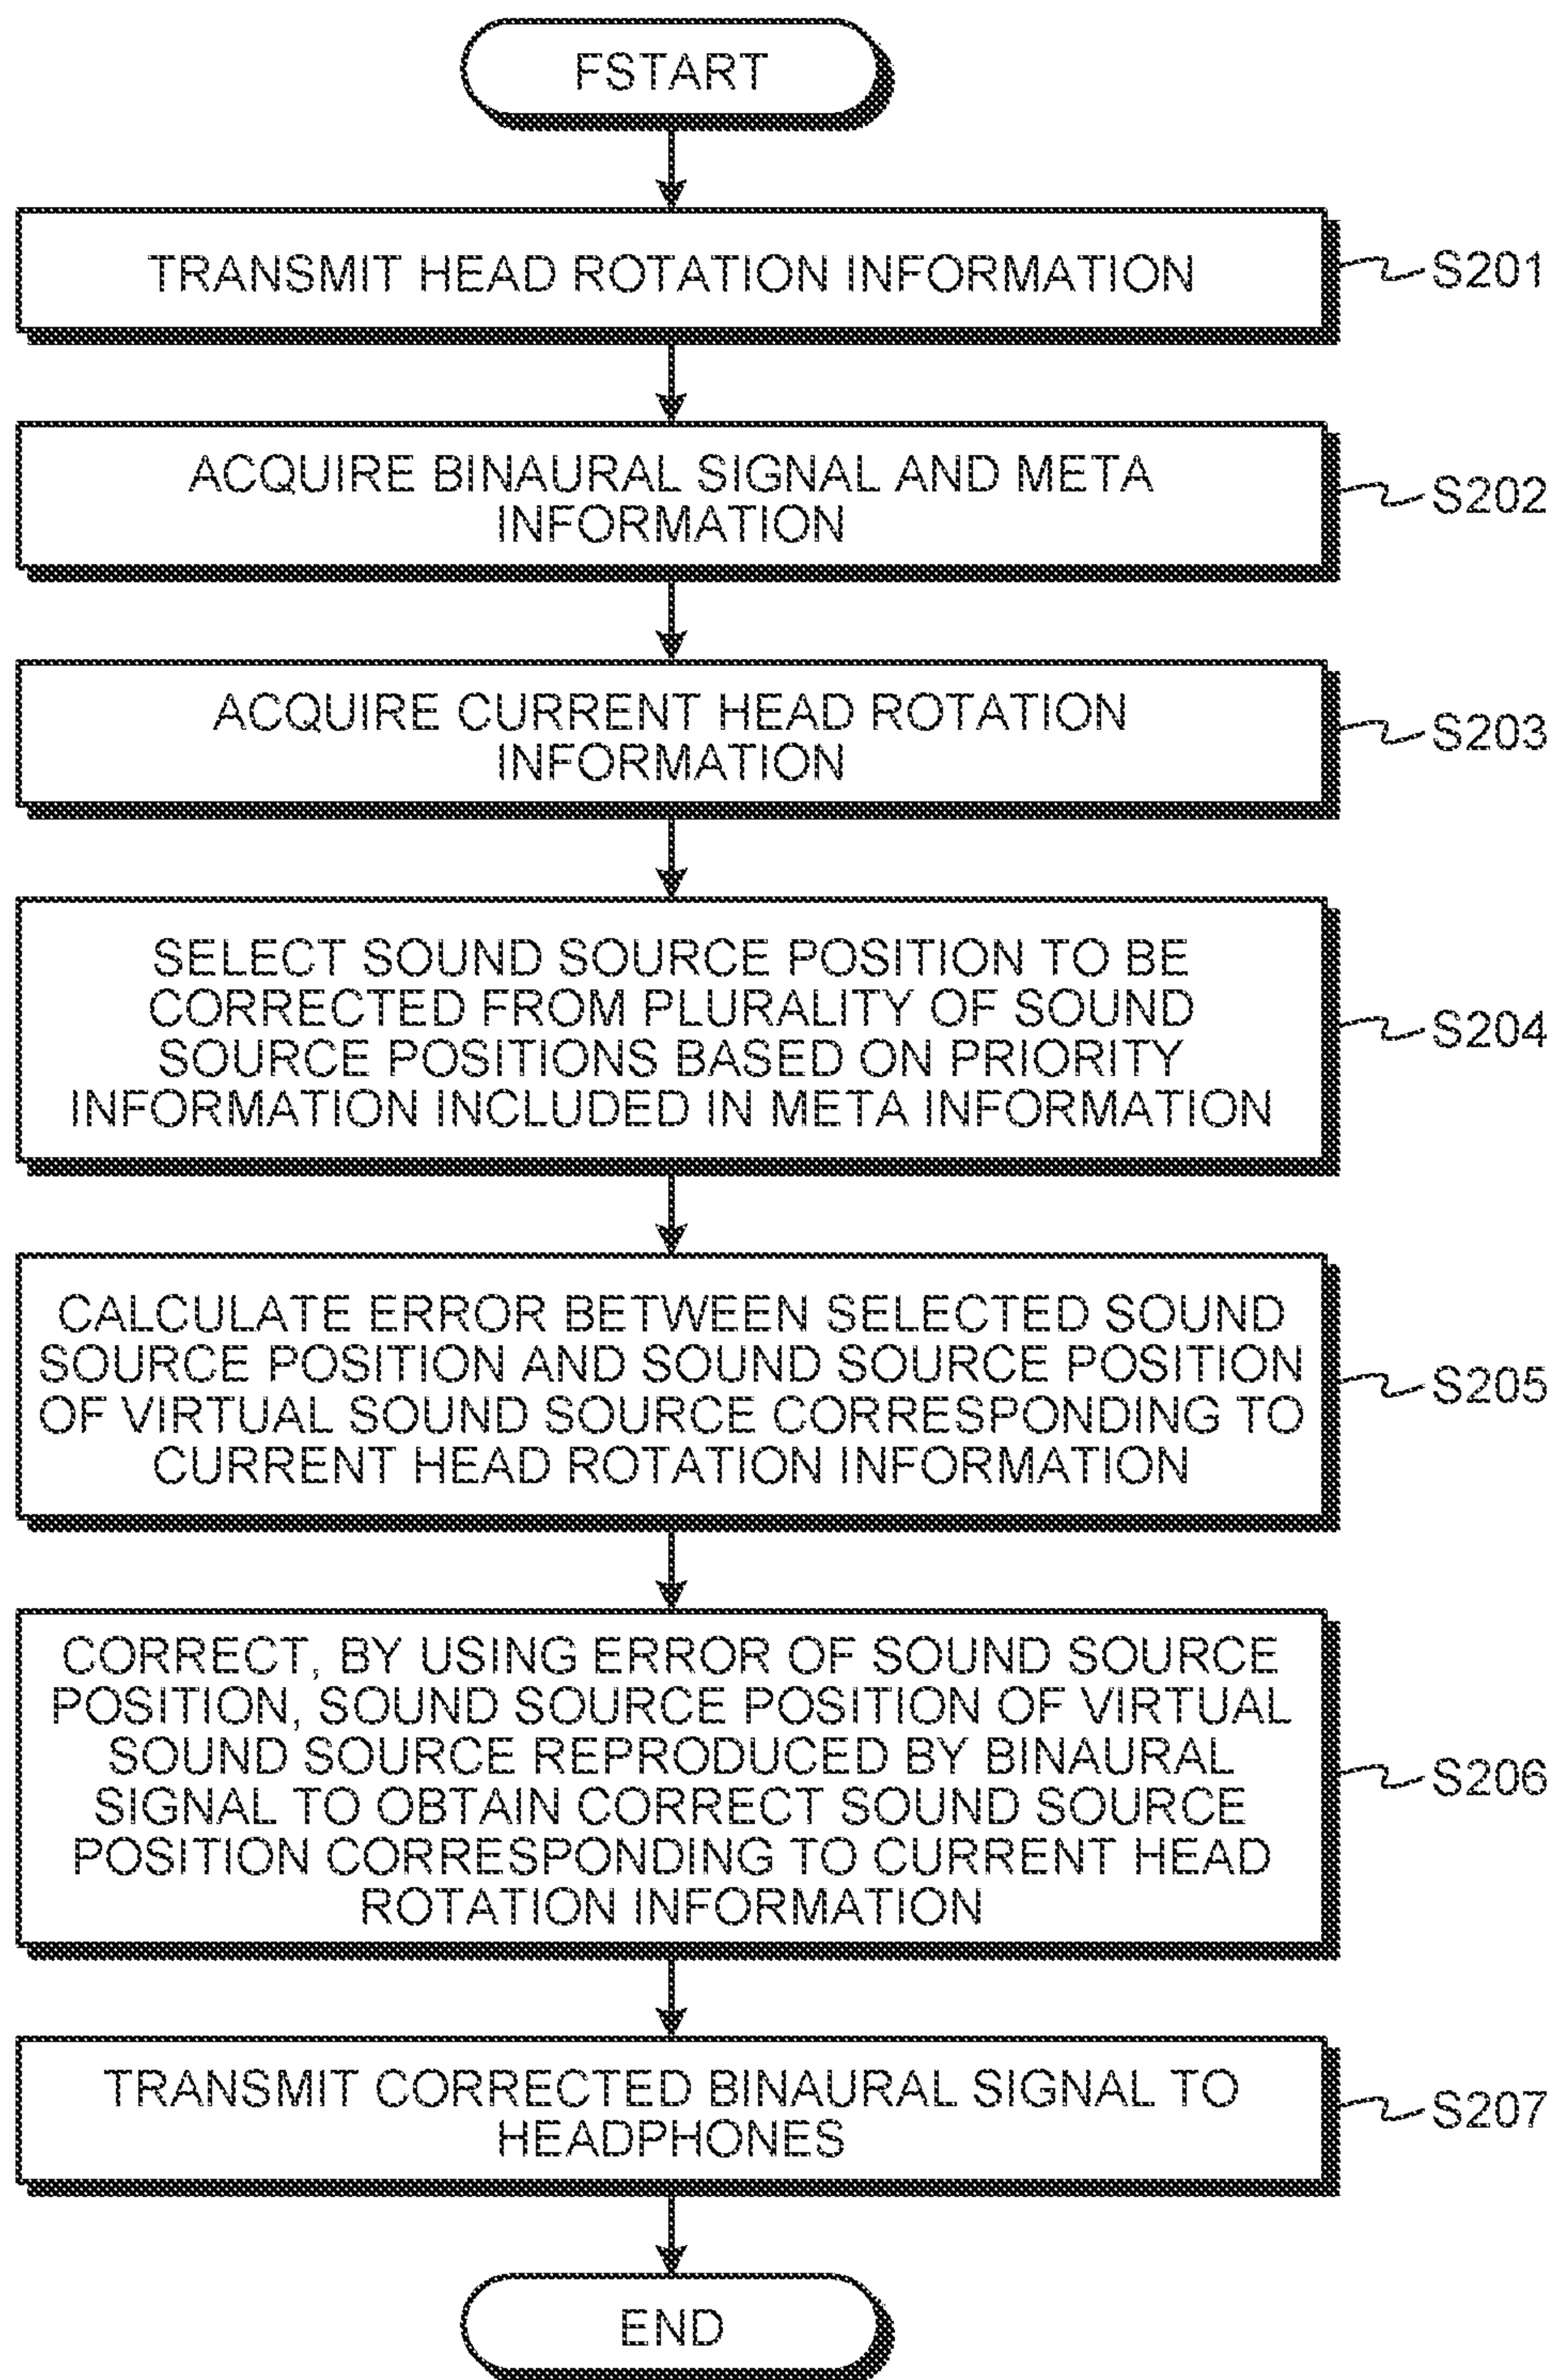 FSTART
TRANSMIT HEAD ROTATION INFORMATION
S201
ACQUIRE BINAURAL SIGNAL AND META
INFORMATION
S202
ACQUIRE CURRENT HEAD ROTATION
INFORMATION
S203
SELECT SOUND SOURCE POSITION TO BE
CORRECTED FROM PLURALITY OF SOUND
SOURCE POSITIONS BASED ON PRIORITY
INFORMATION INCLUDED IN META INFORMATION
S204
CALCULATE ERROR BETWEEN SELECTED SOUND
SOURCE POSITION AND SOUND SOURCE POSITION
OF VIRTUAL SOUND SOURCE CORRESPONDING TO
CURRENT HEAD ROTATION INFORMATION
S205
CORRECT, BY USING ERROR OF SOUND SOURCE
POSITION, SOUND SOURCE POSITION OF VIRTUAL
SOUND SOURCE REPRODUCED BY BINAURAL
SIGNAL TO OBTAIN CORRECT SOUND SOURCE
POSITION CORRESPONDING TO CURRENT HEAD
ROTATION INFORMATION
S206
TRANSMIT CORRECTED BINAURAL SIGNAL TO
HEADPHONES
S207
END